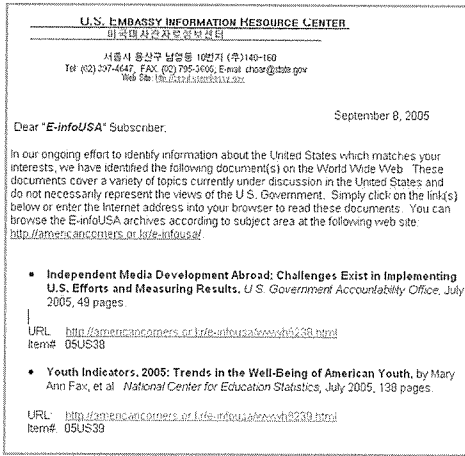 U.S. EMBASSY INFORMATION RESOURCE CENTER
미국대사관자료정보센터
서울시 용산구 남영동 10번지 (우)140-160
Tel: (02) 397-4647, FAX: (02) 795-3606, E-mail:
Web Site:
September 8, 2005
Dear "E-infoUSA" Subscriber:
In our ongoing effort to identify information about the United States which matches your
interests, we have identified the following document(s) on the World Wide Web. These
documents cover a variety of topics currently under discussion in the United States and
do not necessarily represent the views of the U.S. Government. Simply click on the link(s)
below or enter the Internet address into your browser to read these documents. You can
browse the E-infoUSA archives according to subject area at the following web site:
http://americancorners.or.kr/e-infousa/.
• Independent Media Development Abroad: Challenges Exist in Implementing
U.S. Efforts and Measuring Results. U.S. Government Accountability Office, July
2005, 49 pages.
URL: http://americancorners.or.kr/e-infousa/wwwh6238.html
Item#: 05US38
• Youth Indicators, 2005: Trends in the Well-Being of American Youth, by Mary
Ann Fox, et al. National Center for Education Statistics, July 2005, 138 pages.
URL: http://americancorners.or.kr/e-infousa/wwwh6239.html
Item#: 05US39